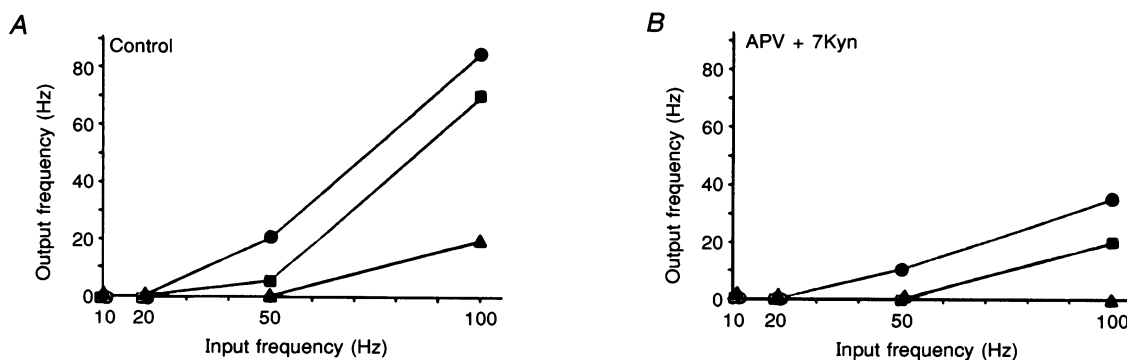 A
Control
80
60
40
20
0
Output frequency (Hz)
10 20 50 100
Input frequency (Hz)
B
APV + 7Kyn
80
60
40
20
0
Output frequency (Hz)
10 20 50 100
Input frequency (Hz)